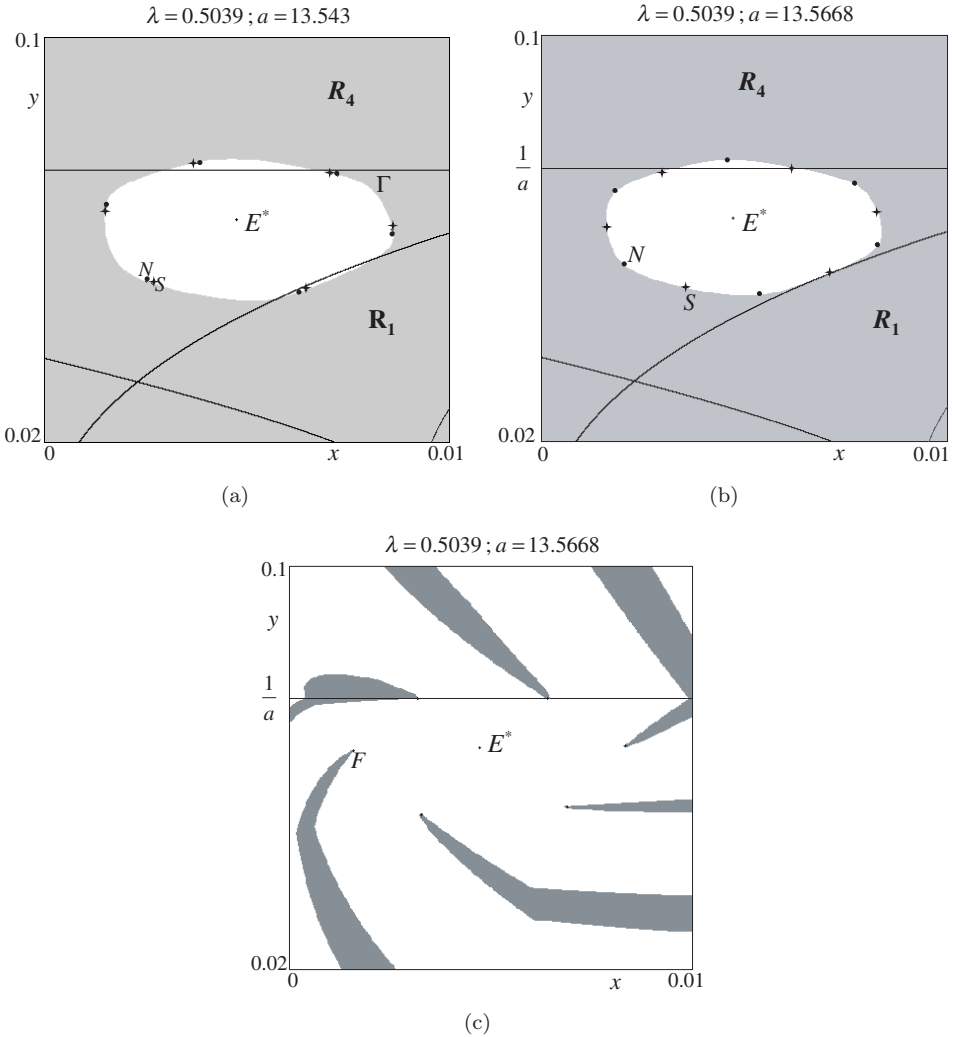 λ = 0.5039 ; a = 13.543
0.1
y
R4
Γ
E*
N
S
R1
0.02
0
x
0.01
(a)
λ = 0.5039 ; a = 13.5668
0.1
y
R4
1
a
E*
N
S
R1
0.02
0
x
0.01
(b)
λ = 0.5039 ; a = 13.5668
0.1
y
1
a
E*
F
0.02
0
x
0.01
(c)